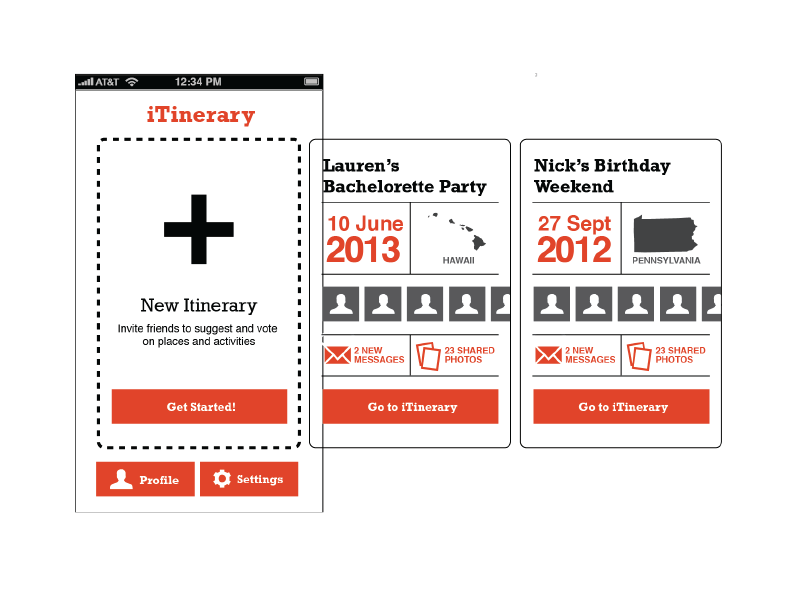 AT&T
12:34 PM
iTinerary
New Itinerary
Invite friends to suggest and vote
on places and activities
Get Started!
Profile
Settings
Lauren's
Bachelorette Party
10 June
2013
HAWAII
2 NEW
MESSAGES
23 SHARED
PHOTOS
Go to iTinerary
Nick's Birthday
Weekend
27 Sept
2012
PENNSYLVANIA
2 NEW
MESSAGES
23 SHARED
PHOTOS
Go to iTinerary